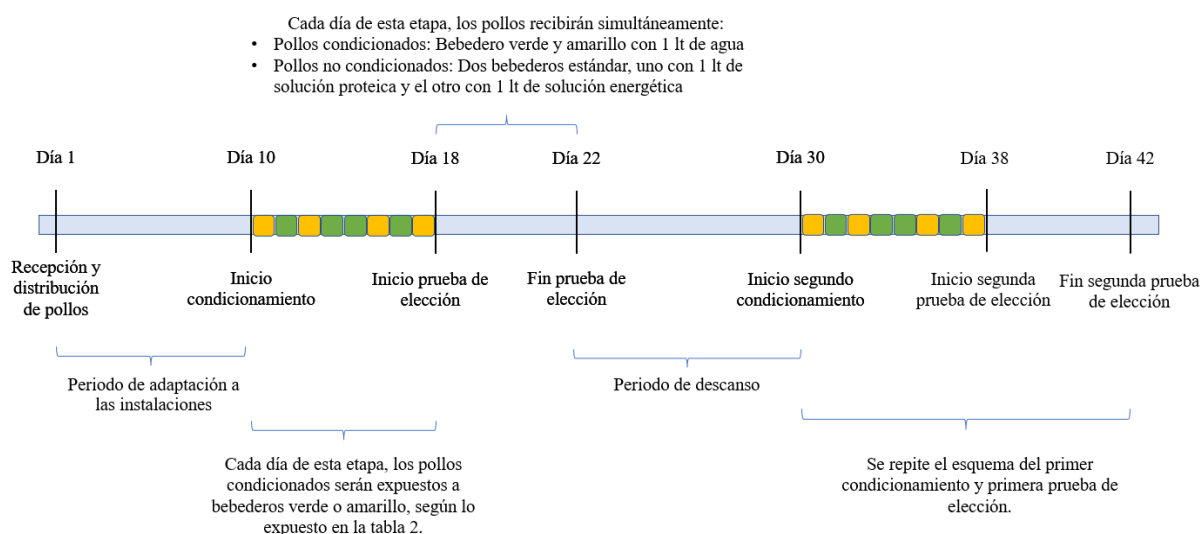 Cada día de esta etapa, los pollos recibirán simultáneamente:
• Pollos condicionados: Bebedero verde y amarillo con 1 lt de agua
• Pollos no condicionados: Dos bebederos estándar, uno con 1 lt de
solución proteica y el otro con 1 lt de solución energética
Día 1
Día 10
Día 18
Día 22
Día 30
Día 38
Día 42
Recepción y
distribución
de pollos
Inicio
condicionamiento
Inicio prueba de
elección
Fin prueba de
elección
Inicio segundo
condicionamiento
Inicio segunda
prueba de elección
Fin segunda prueba
de elección
Periodo de adaptación a
las instalaciones
Periodo de descanso
Cada día de esta etapa, los pollos
condicionados serán expuestos a
bebederos verde o amarillo, según lo
expuesto en la tabla 2.
Se repite el esquema del primer
condicionamiento y primera prueba de
elección.